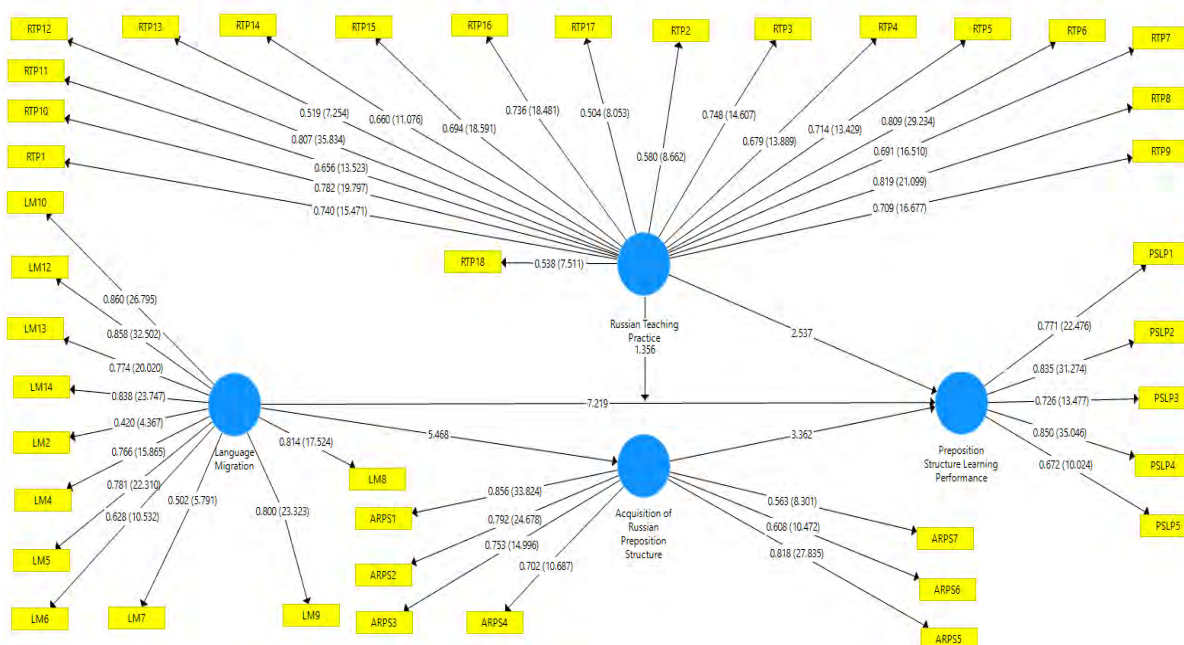 RTP12
RTP13
RTP14
RTP15
RTP16
RTP17
RTP2
RTP3
RTP4
RTP5
RTP6
RTP7
RTP11
RTP10
RTP1
RTP8
RTP9
0.519 (7.254)
0.807 (35.834)
0.656 (13.523)
0.782 (19.797)
0.740 (15.471)
0.660 (11.076)
0.694 (18.591)
0.736 (18.481)
0.504 (8.053)
0.580 (8.662)
0.748 (14.607)
0.679 (13.889)
0.714 (13.429)
0.809 (29.234)
0.691 (16.510)
0.819 (21.099)
0.709 (16.677)
RTP18
0.538 (7.511)
Russian Teaching
Practice
1.356
2.537
LM10
LM12
LM13
LM14
LM2
LM4
LM5
LM6
LM7
LM9
LM8
0.860 (26.795)
0.858 (32.502)
0.774 (20.020)
0.838 (23.747)
0.420 (4.367)
0.766 (15.865)
0.781 (22.310)
0.628 (10.532)
0.502 (5.791)
0.800 (23.323)
0.814 (17.524)
Language
Migration
7.219
5.468
3.362
ARPS1
ARPS2
ARPS3
ARPS4
0.856 (33.824)
0.792 (24.678)
0.753 (14.996)
0.702 (10.687)
Acquisition of
Russian
Preposition
Structure
0.563 (8.301)
0.608 (10.472)
0.818 (27.835)
ARPS7
ARPS6
ARPS5
Preposition
Structure Learning
Performance
0.771 (22.476)
0.835 (31.274)
0.726 (13.477)
0.850 (35.046)
0.672 (10.024)
PSLP1
PSLP2
PSLP3
PSLP4
PSLP5